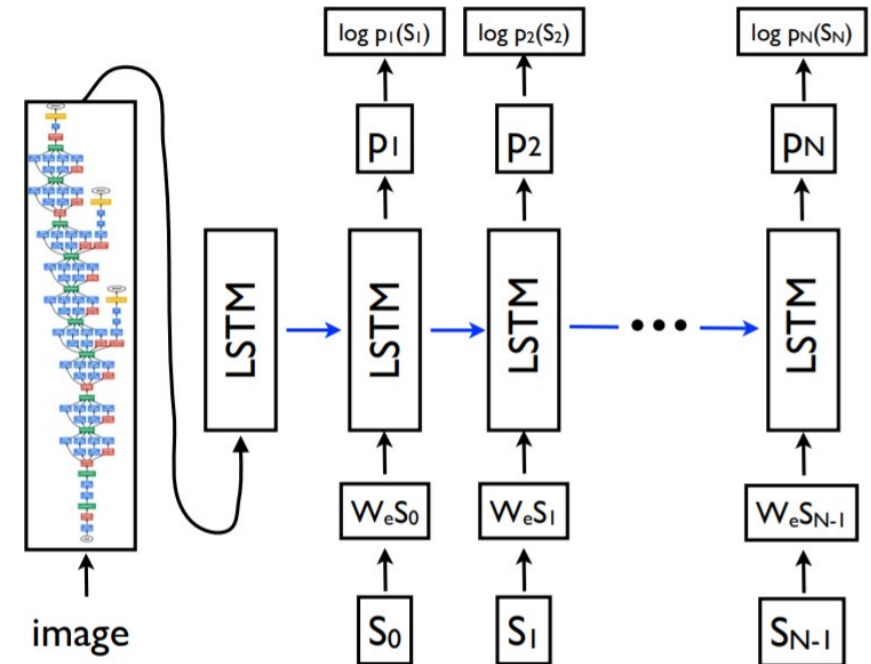 log p₁(S₁) log p₂(S₂) log pN(SN)
p₁ p₂ pN
LSTM LSTM LSTM LSTM
WeS₀ WeS₁ WeSN-1
image S₀ S₁ SN-1